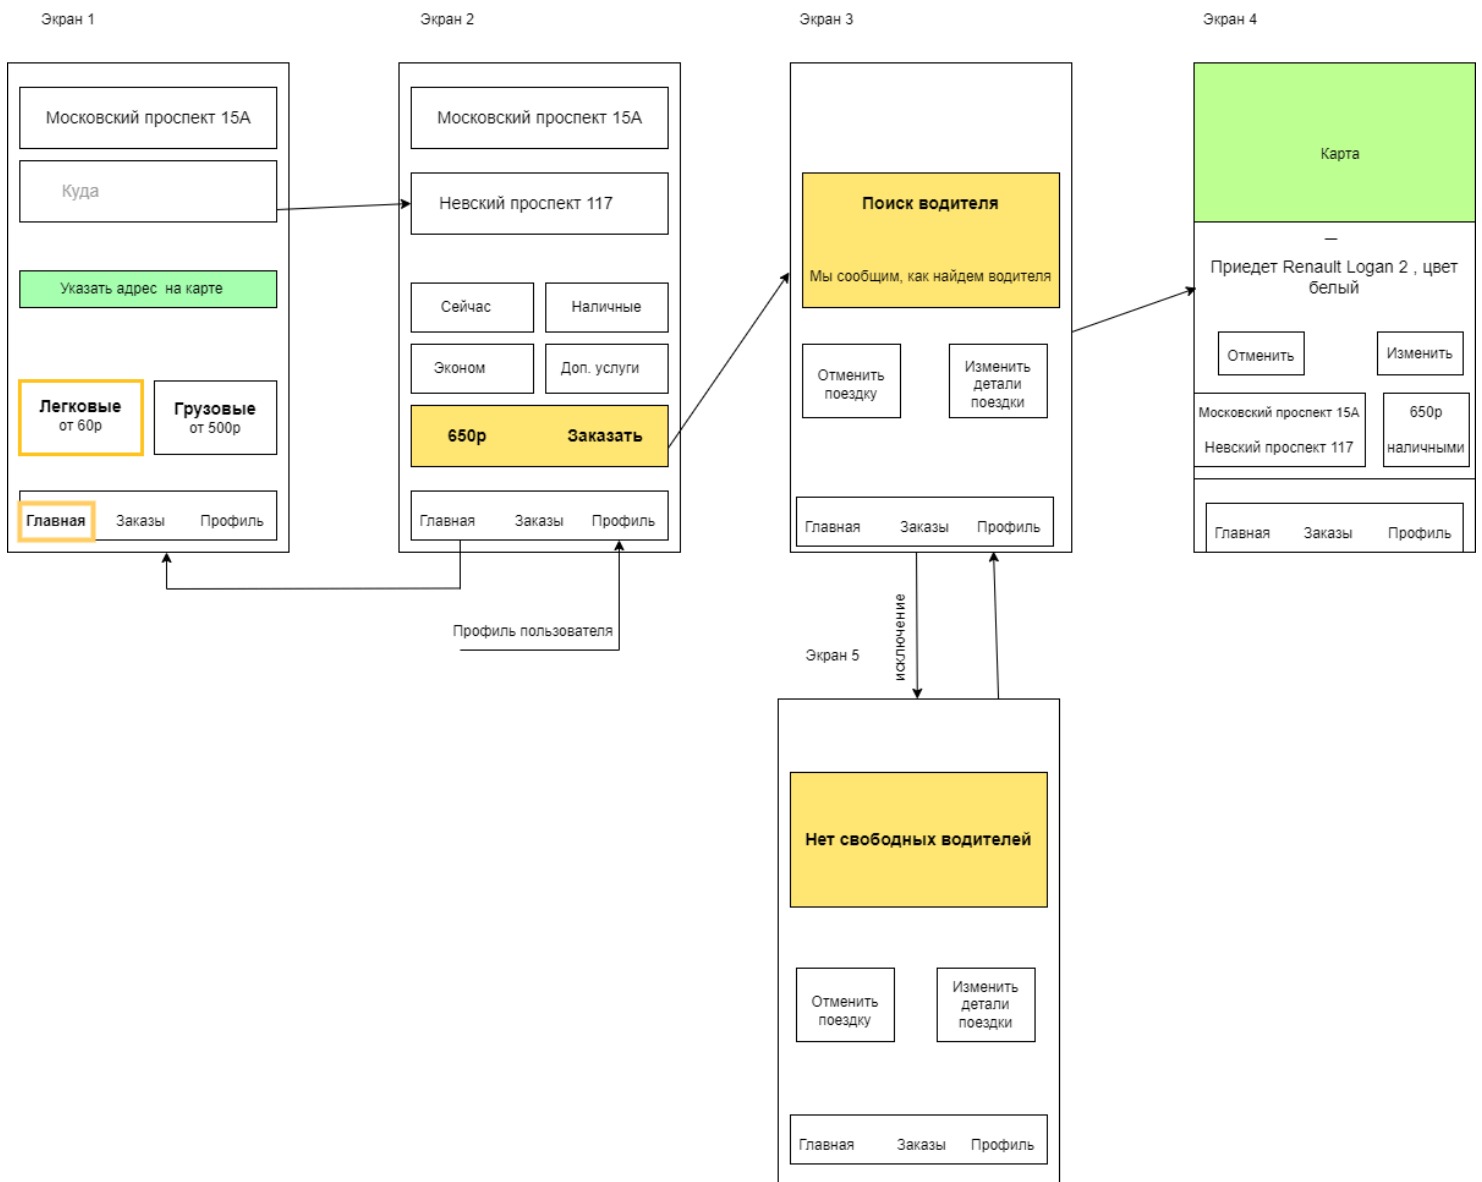 Экран 1
Московский проспект 15А
Куда
Указать адрес на карте
Легковые
от 60р
Грузовые
от 500р
Главная
Заказы
Профиль
Экран 2
Московский проспект 15А
Невский проспект 117
Сейчас
Наличные
Эконом
Доп. услуги
650р
Заказать
Главная
Заказы
Профиль
Профиль пользователя
Экран 3
Поиск водителя
Мы сообщим, как найдем водителя
Отменить
поездку
Изменить
детали
поездки
Главная
Заказы
Профиль
исключение
Экран 4
Карта
Приедет Renault Logan 2 , цвет
белый
Отменить
Изменить
Московский проспект 15А
Невский проспект 117
650р
наличными
Главная
Заказы
Профиль
Экран 5
Нет свободных водителей
Отменить
поездку
Изменить
детали
поездки
Главная
Заказы
Профиль